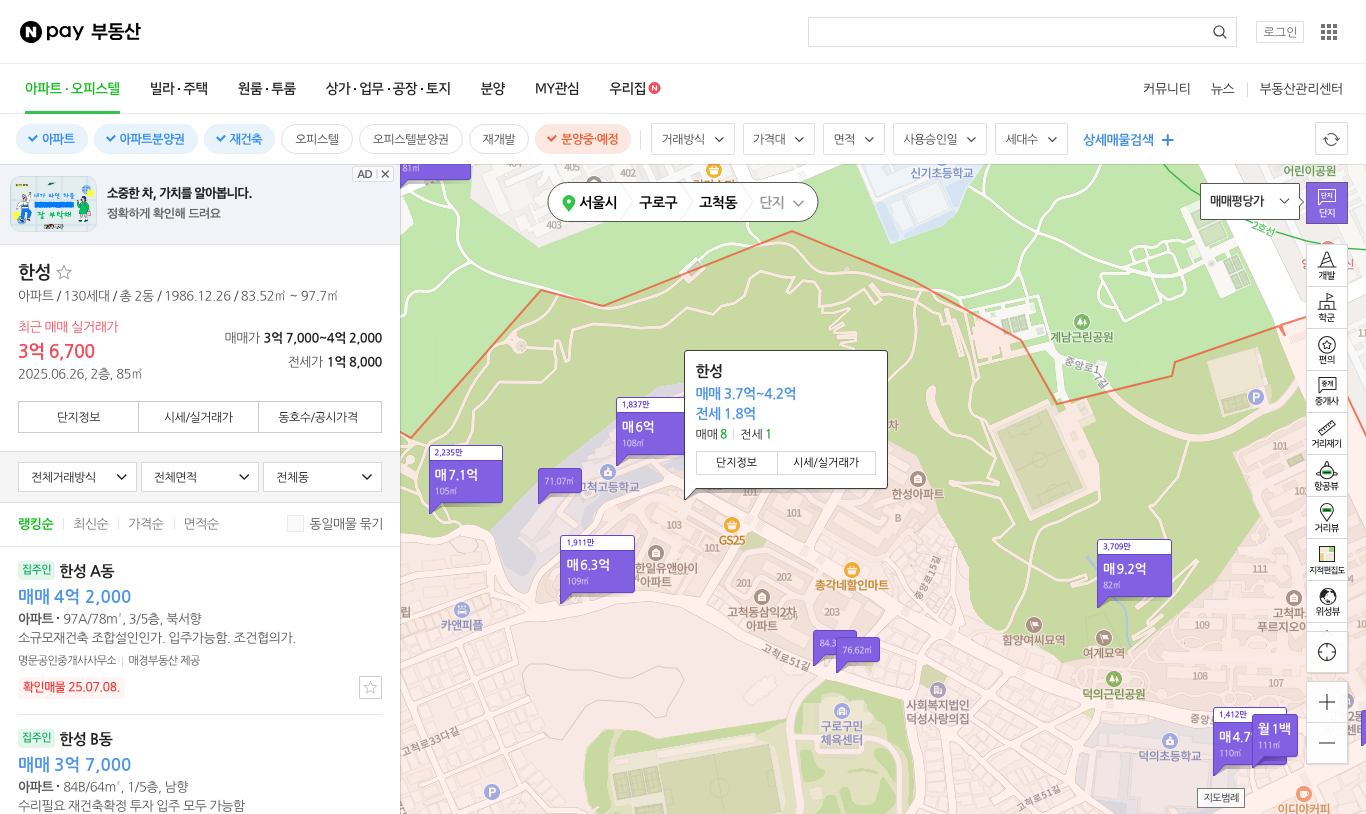 N pay 부동산
로그인
아파트·오피스텔
빌라·주택
원룸·투룸
상가·업무·공장·토지
분양
MY관심
우리집 N
커뮤니티
뉴스
부동산관리센터
아파트
아파트분양권
재건축
오피스텔
오피스텔분양권
재개발
분양중·예정
거래방식
가격대
면적
사용승인일
세대수
상세매물검색
AD
소중한 차, 가치를 알아봅니다.
정확하게 확인해 드려요
한성
아파트 / 130세대 / 총 2동 / 1986.12.26 / 83.52㎡ ~ 97.7㎡
최근 매매 실거래가
3억 6,700
2025.06.26, 2층, 85㎡
매매가 3억 7,000~4억 2,000
전세가 1억 8,000
단지정보
시세/실거래가
동호수/공시가격
전체거래방식
전체면적
전체동
랭킹순
최신순
가격순
면적순
동일매물 묶기
집주인 한성 A동
매매 4억 2,000
아파트 · 97A/78m², 3/5층, 북서향
소규모재건축 조합설인인가. 입주가능함. 조건협의가.
명문공인중개사사무소
매경부동산 제공
확인매물 25.07.08.
집주인 한성 B동
매매 3억 7,000
아파트 · 84B/64m², 1/5층, 남향
수리필요 재건축확정 투자 입주 모두 가능함
81㎡
405
402
403
신기초등학교
어린이공원
서울시
구로구
고척동
단지
매매평당가
단지
단지
2호선
계남근린공원
중앙로17길
개발
학군
편의
중개
중개사
거리재기
항공뷰
거리뷰
지적편집도
위성뷰
한성
매매 3.7억~4.2억
전세 1.8억
매매 8
전세 1
단지정보
시세/실거래가
1,837만
매6억
108㎡
2,235만
매7.1억
105㎡
71.07㎡
고척고등학교
101
한성아파트
101
P
103
101
101
B
GS25
1,911만
매6.3억
109㎡
한일유앤아이
아파트
201
202
203
총각네할인마트
고척동삼익2차
아파트
중앙로15길
3,709만
매9.2억
82㎡
111
109
108
107
카앤피플
84.3
76.62㎡
고척로51길
함양여씨묘역
여계묘역
덕의근린공원
사회복지법인
덕성사랑의집
구로구민
체육센터
고척로33다길
P
고척로51길
덕의초등학교
1,412만
매4.7
110㎡
월1백
111㎡
지도범례
이디야커피